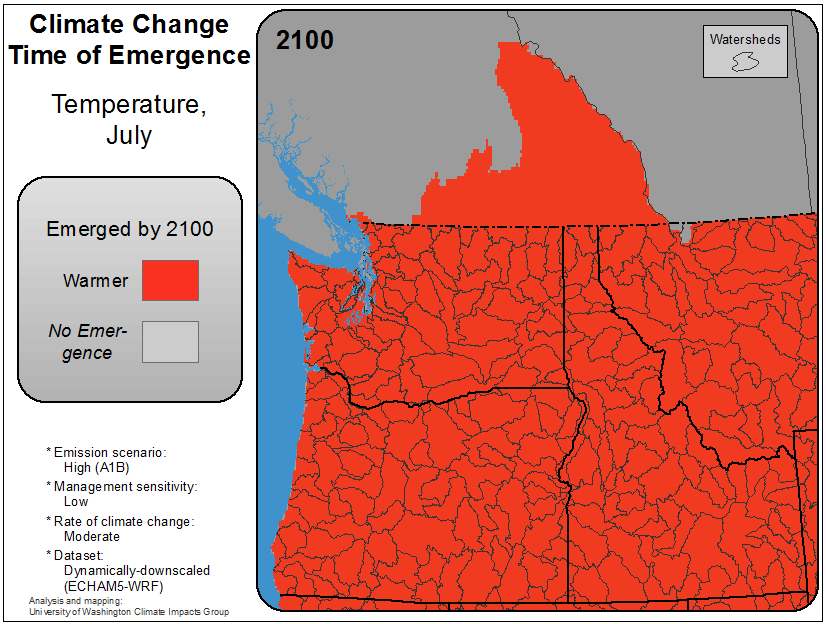 Climate Change
Time of Emergence
Temperature,
July
Emerged by 2100
Warmer
No Emer-
gence
* Emission scenario:
High (A1B)
* Management sensitivity:
Low
* Rate of climate change:
Moderate
* Dataset:
Dynamically-downscaled
(ECHAM5-WRF)
Analysis and mapping:
University of Washington Climate Impacts Group
2100
Watersheds